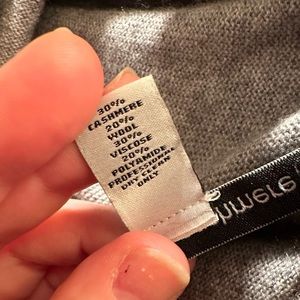 30%
CASHMERE
20%
WOOL
30%
VISCOSE
20%
POLYAMIDE
PROFESSIONAL
DRY CLEAN
ONLY